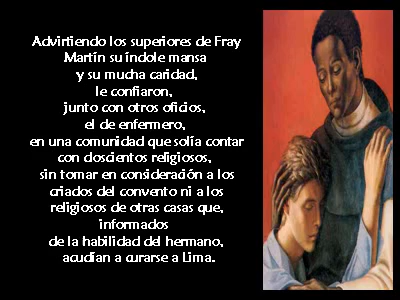 Advirtiendo los superiores de Fray
Martín su índole mansa
y su mucha caridad,
le confiaron,
junto con otros oficios,
el de enfermero,
en una comunidad que solía contar
con doscientos religiosos,
sin tomar en consideración a los
criados del convento ni a los
religiosos de otras casas que,
informados
de la habilidad del hermano,
acudían a curarse a Lima.